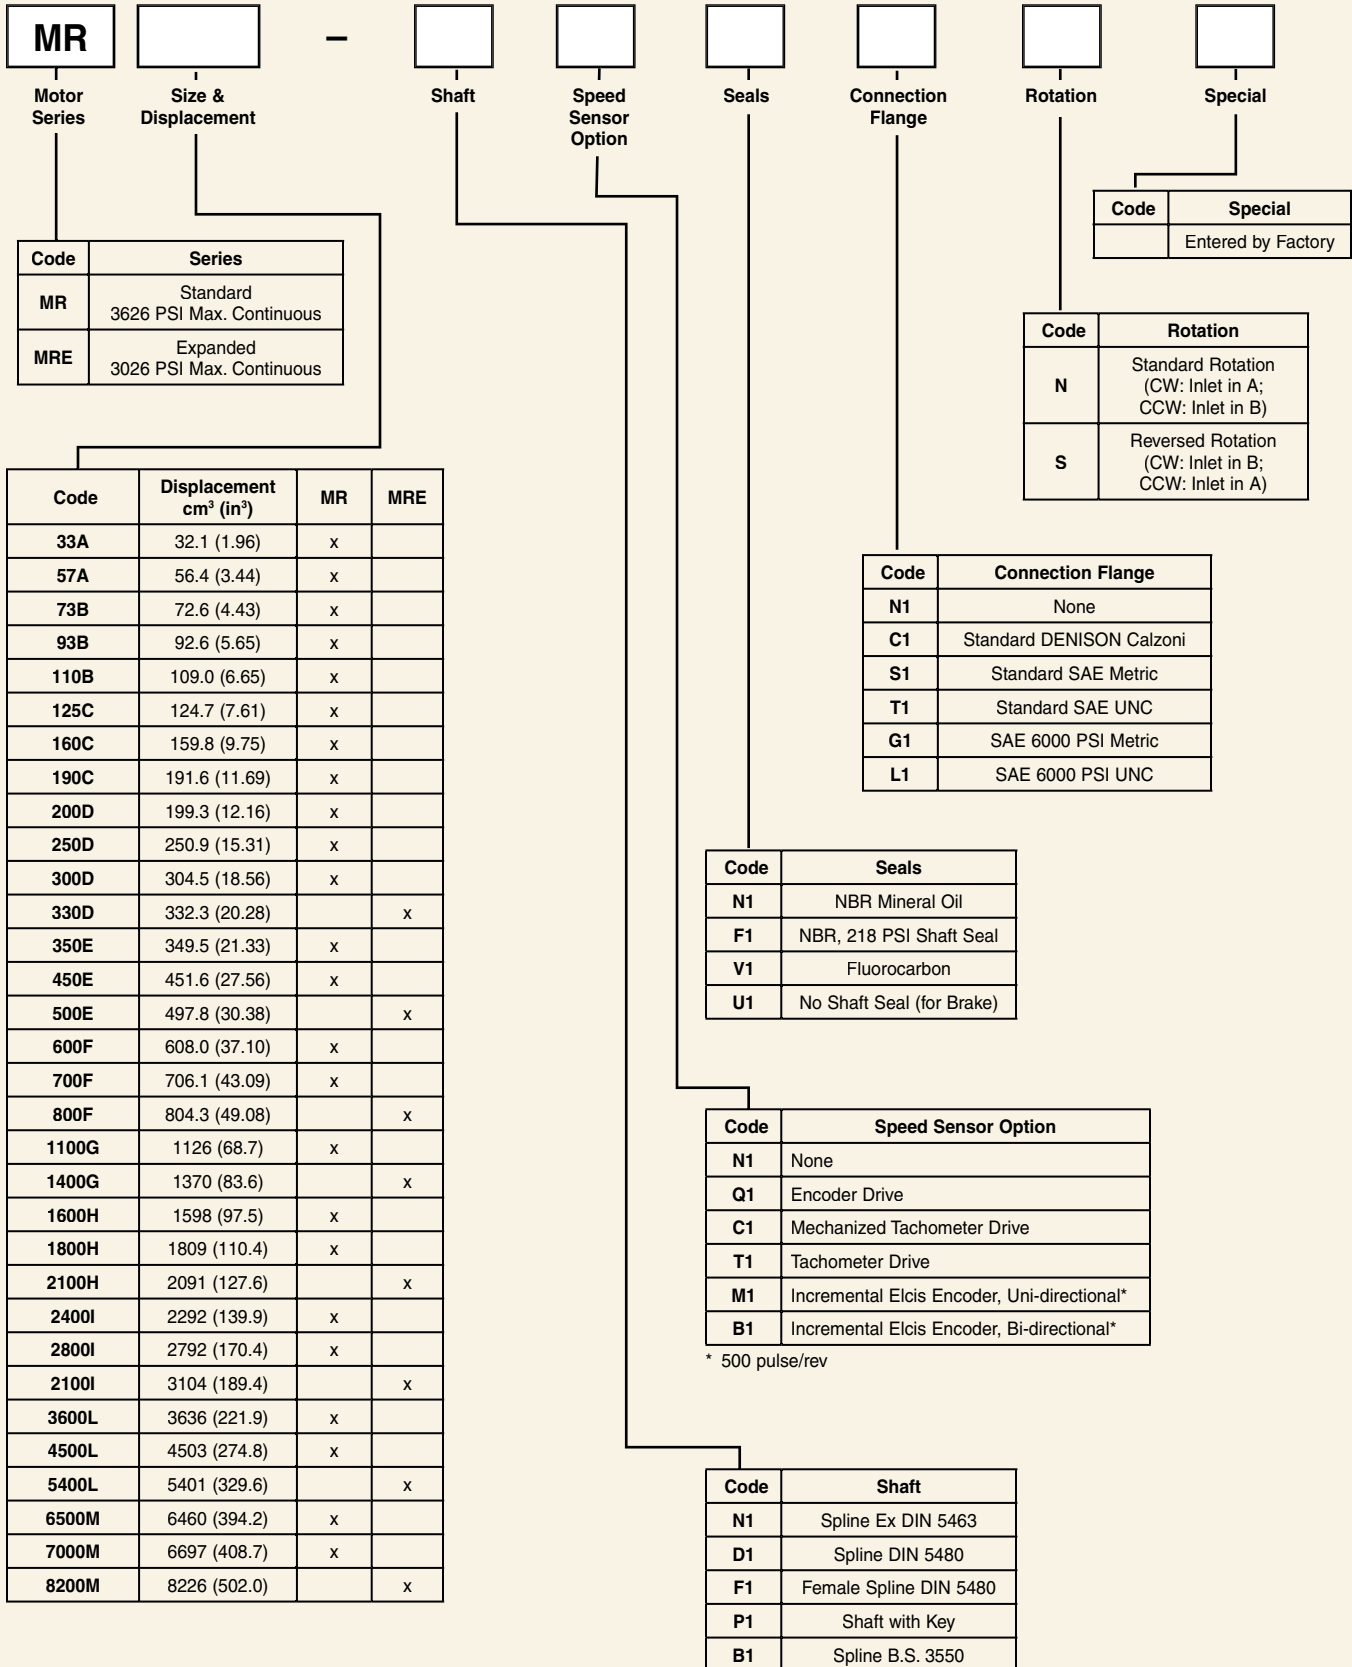 MR –
Motor Series
Size & Displacement
Shaft
Speed Sensor Option
Seals
Connection Flange
Rotation
Special
Code Special
Entered by Factory
Code Series
MR Standard 3626 PSI Max. Continuous
MRE Expanded 3026 PSI Max. Continuous
Code Rotation
N Standard Rotation (CW: Inlet in A; CCW: Inlet in B)
S Reversed Rotation (CW: Inlet in B; CCW: Inlet in A)
Code Displacement cm³ (in³) MR MRE
33A 32.1 (1.96) x
57A 56.4 (3.44) x
73B 72.6 (4.43) x
93B 92.6 (5.65) x
110B 109.0 (6.65) x
125C 124.7 (7.61) x
160C 159.8 (9.75) x
190C 191.6 (11.69) x
200D 199.3 (12.16) x
250D 250.9 (15.31) x
300D 304.5 (18.56) x
330D 332.3 (20.28) x
350E 349.5 (21.33) x
450E 451.6 (27.56) x
500E 497.8 (30.38) x
600F 608.0 (37.10) x
700F 706.1 (43.09) x
800F 804.3 (49.08) x
1100G 1126 (68.7) x
1400G 1370 (83.6) x
1600H 1598 (97.5) x
1800H 1809 (110.4) x
2100H 2091 (127.6) x
2400I 2292 (139.9) x
2800I 2792 (170.4) x
2100I 3104 (189.4) x
3600L 3636 (221.9) x
4500L 4503 (274.8) x
5400L 5401 (329.6) x
6500M 6460 (394.2) x
7000M 6697 (408.7) x
8200M 8226 (502.0) x
Code Connection Flange
N1 None
C1 Standard DENISON Calzoni
S1 Standard SAE Metric
T1 Standard SAE UNC
G1 SAE 6000 PSI Metric
L1 SAE 6000 PSI UNC
Code Seals
N1 NBR Mineral Oil
F1 NBR, 218 PSI Shaft Seal
V1 Fluorocarbon
U1 No Shaft Seal (for Brake)
Code Speed Sensor Option
N1 None
Q1 Encoder Drive
C1 Mechanized Tachometer Drive
T1 Tachometer Drive
M1 Incremental Elcis Encoder, Uni-directional*
B1 Incremental Elcis Encoder, Bi-directional*
* 500 pulse/rev
Code Shaft
N1 Spline Ex DIN 5463
D1 Spline DIN 5480
F1 Female Spline DIN 5480
P1 Shaft with Key
B1 Spline B.S. 3550